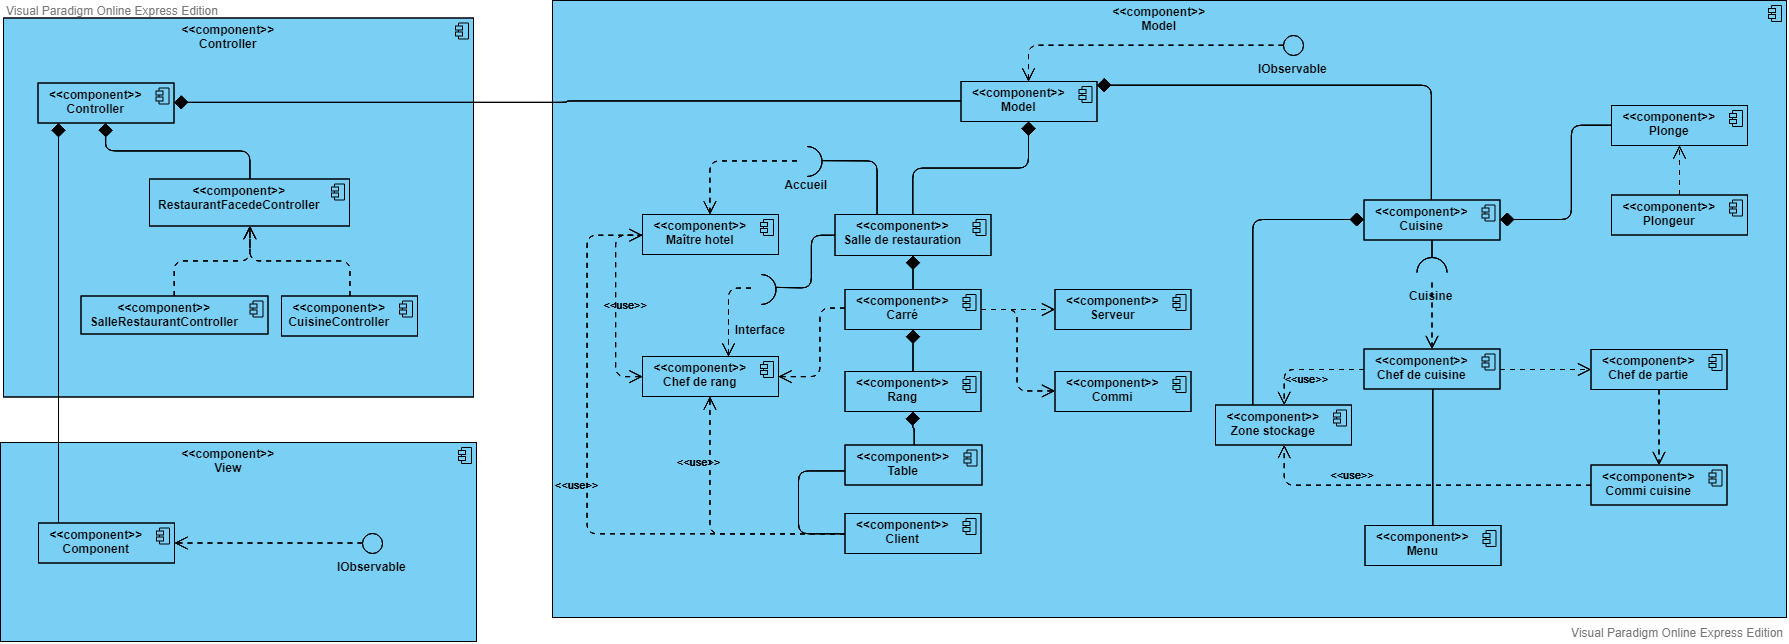 Visual Paradigm Online Express Edition
<<component>>
Controller
<<component>>
Controller
<<component>>
RestaurantFacedeController
<<component>>
SalleRestaurantController
<<component>>
CuisineController
<<component>>
View
<<component>>
Component
IObservable
<<component>>
Model
IObservable
<<component>>
Model
Accueil
<<component>>
Maître hotel
<<component>>
Salle de restauration
<<use>>
Interface
<<component>>
Carré
<<component>>
Serveur
<<component>>
Chef de rang
<<component>>
Rang
<<component>>
Commi
<<use>>
<<use>>
<<component>>
Table
<<component>>
Client
<<component>>
Plonge
<<component>>
Plongeur
<<component>>
Cuisine
Cuisine
<<component>>
Chef de cuisine
<<component>>
Chef de partie
<<use>>
<<component>>
Zone stockage
<<use>>
<<component>>
Commi cuisine
<<component>>
Menu
Visual Paradigm Online Express Edition